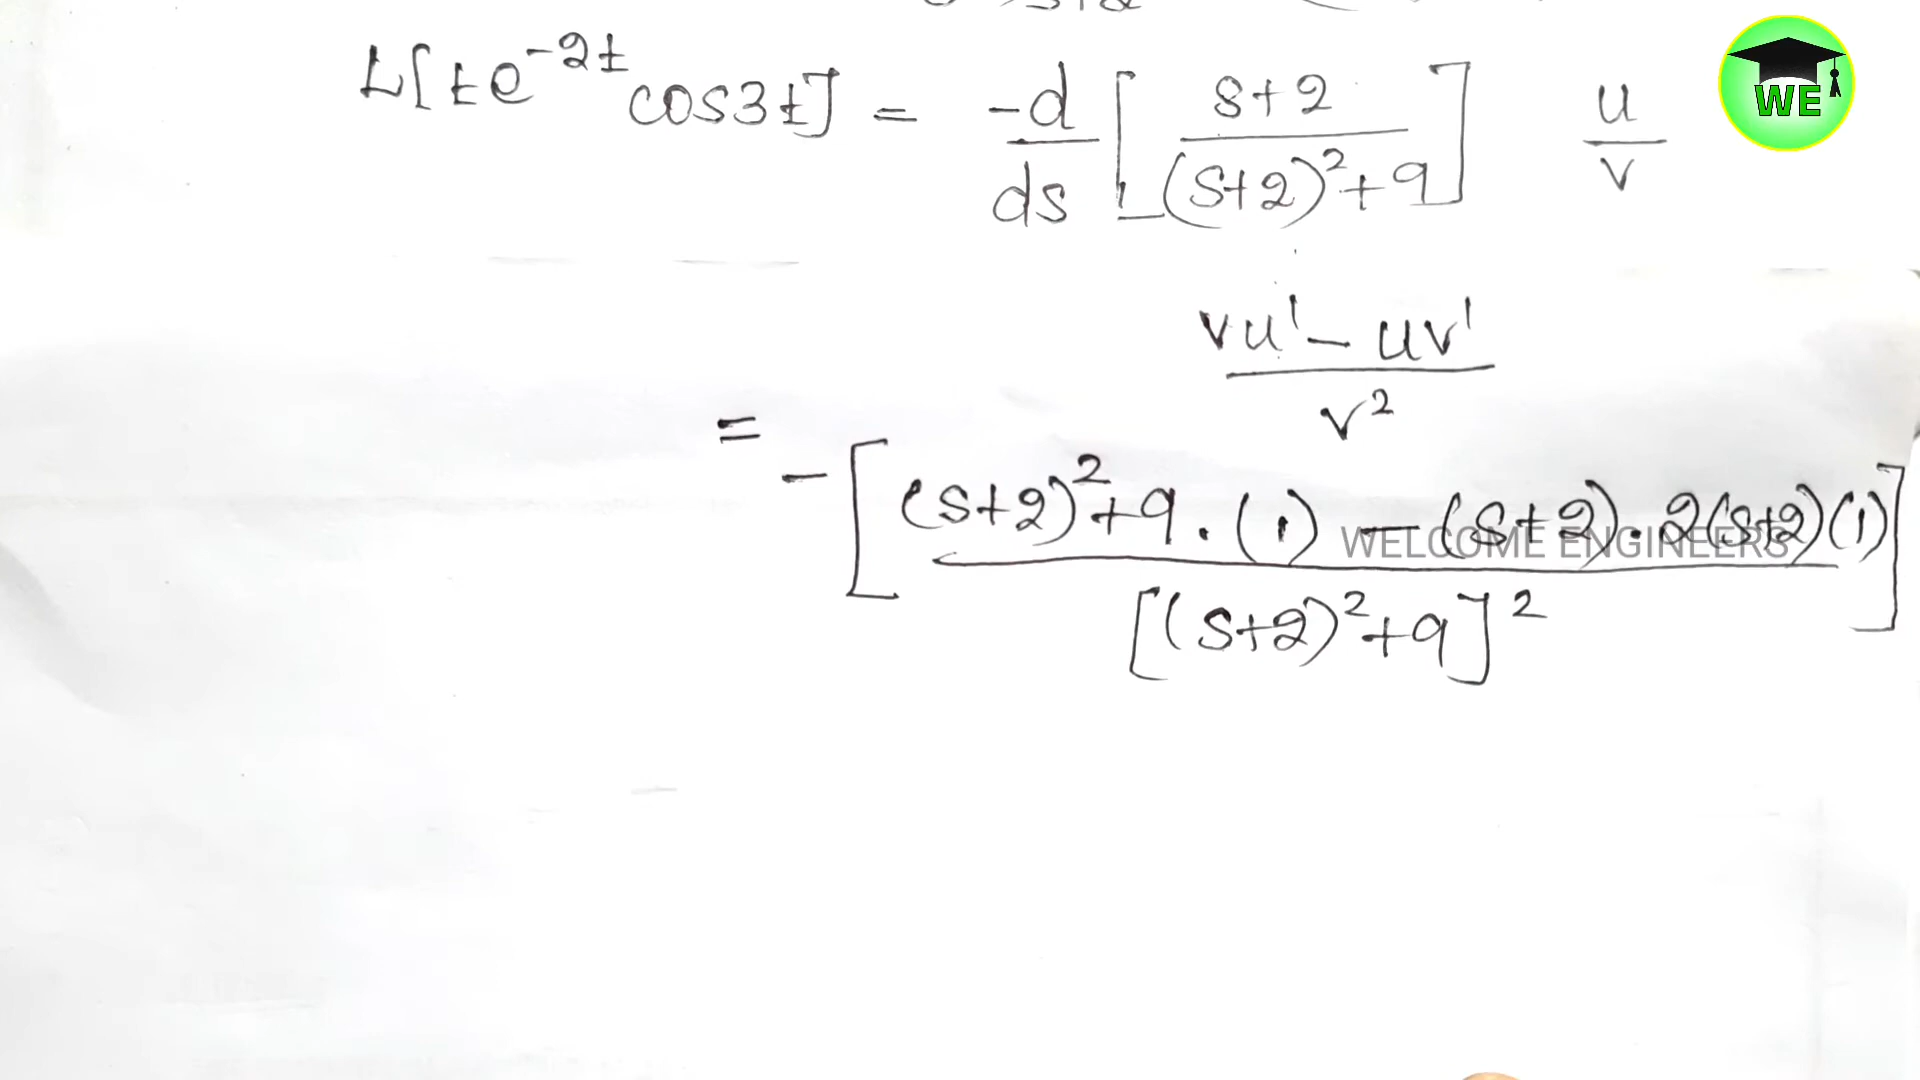 WE
L[te^{-2t} cos3t] = -d/ds [ s+2 / (s+2)²+9 ] u/v
vu' - uv' / v²
= - [ (s+2)²+9 · (1) - (s+2) · 2(s+2)(1) / [(s+2)²+9]² ]
WELCOME ENGINEERS